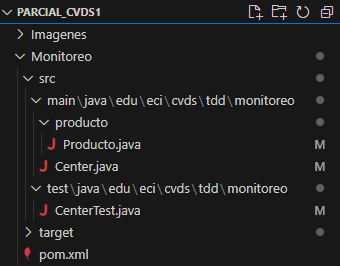 PARCIAL_CVDS1
Imagenes
Monitoreo
src
main\java\edu\eci\cvds\tdd\monitoreo
producto
Producto.java M
Center.java M
test\java\edu\eci\cvds\tdd\monitoreo
CenterTest.java M
target
pom.xml